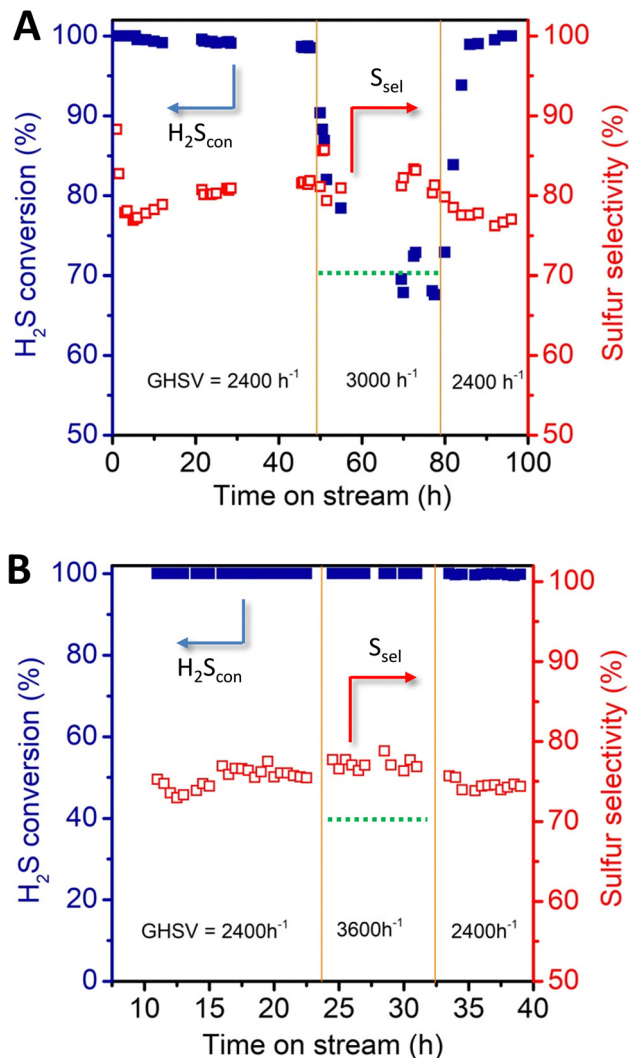 A
H₂S conversion (%)
100
90
80
70
60
50
H₂Scon
Ssel
GHSV = 2400 h⁻¹
3000 h⁻¹
2400 h⁻¹
100
90
80
70
60
50
Sulfur selectivity (%)
0 20 40 60 80 100
Time on stream (h)
B
H₂S conversion (%)
100
80
60
40
20
0
H₂Scon
Ssel
GHSV = 2400h⁻¹
3600h⁻¹
2400h⁻¹
100
90
80
70
60
50
Sulfur selectivity (%)
10 15 20 25 30 35 40
Time on stream (h)